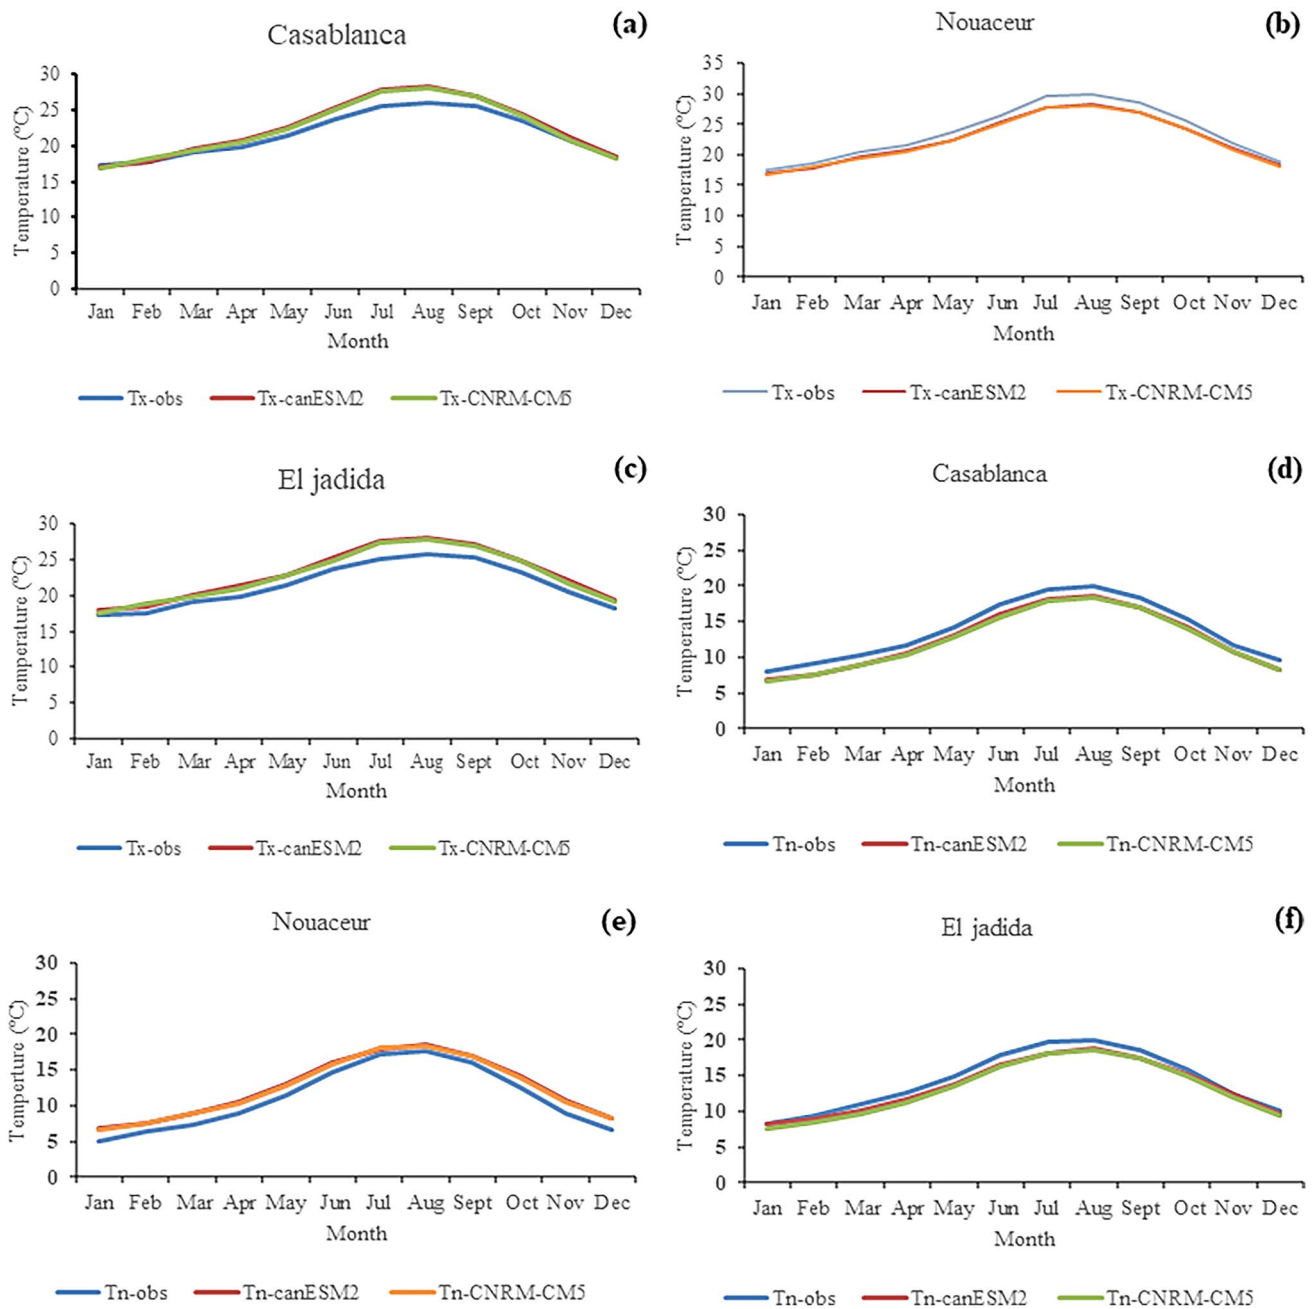 Casablanca
(a)
Temperature (°C)
30
25
20
15
10
5
0
Jan Feb Mar Apr May Jun Jul Aug Sept Oct Nov Dec
Month
Tx-obs Tx-canESM2 Tx-CNRM-CM5
Nouaceur
(b)
Temperature (°C)
35
30
25
20
15
10
5
0
Jan Feb Mar Apr May Jun Jul Aug Sept Oct Nov Dec
Month
Tx-obs Tx-canESM2 Tx-CNRM-CM5
El jadida
(c)
Temperature (°C)
30
25
20
15
10
5
0
Jan Feb Mar Apr May Jun Jul Aug Sept Oct Nov Dec
Month
Tx-obs Tx-canESM2 Tx-CNRM-CM5
Casablanca
(d)
Temperature (°C)
30
25
20
15
10
5
0
Jan Feb Mar Apr May Jun Jul Aug Sept Oct Nov Dec
Month
Tn-obs Tn-canESM2 Tn-CNRM-CM5
Nouaceur
(e)
Temperture (°C)
30
25
20
15
10
5
0
Jan Feb Mar Apr May Jun Jul Aug Sept Oct Nov Dec
Month
Tn-obs Tn-canESM2 Tn-CNRM-CM5
El jadida
(f)
Temperature (°C)
30
25
20
15
10
5
0
Jan Feb Mar Apr May Jun Jul Aug Sept Oct Nov Dec
Month
Tn-obs Tn-canESM2 Tn-CNRM-CM5